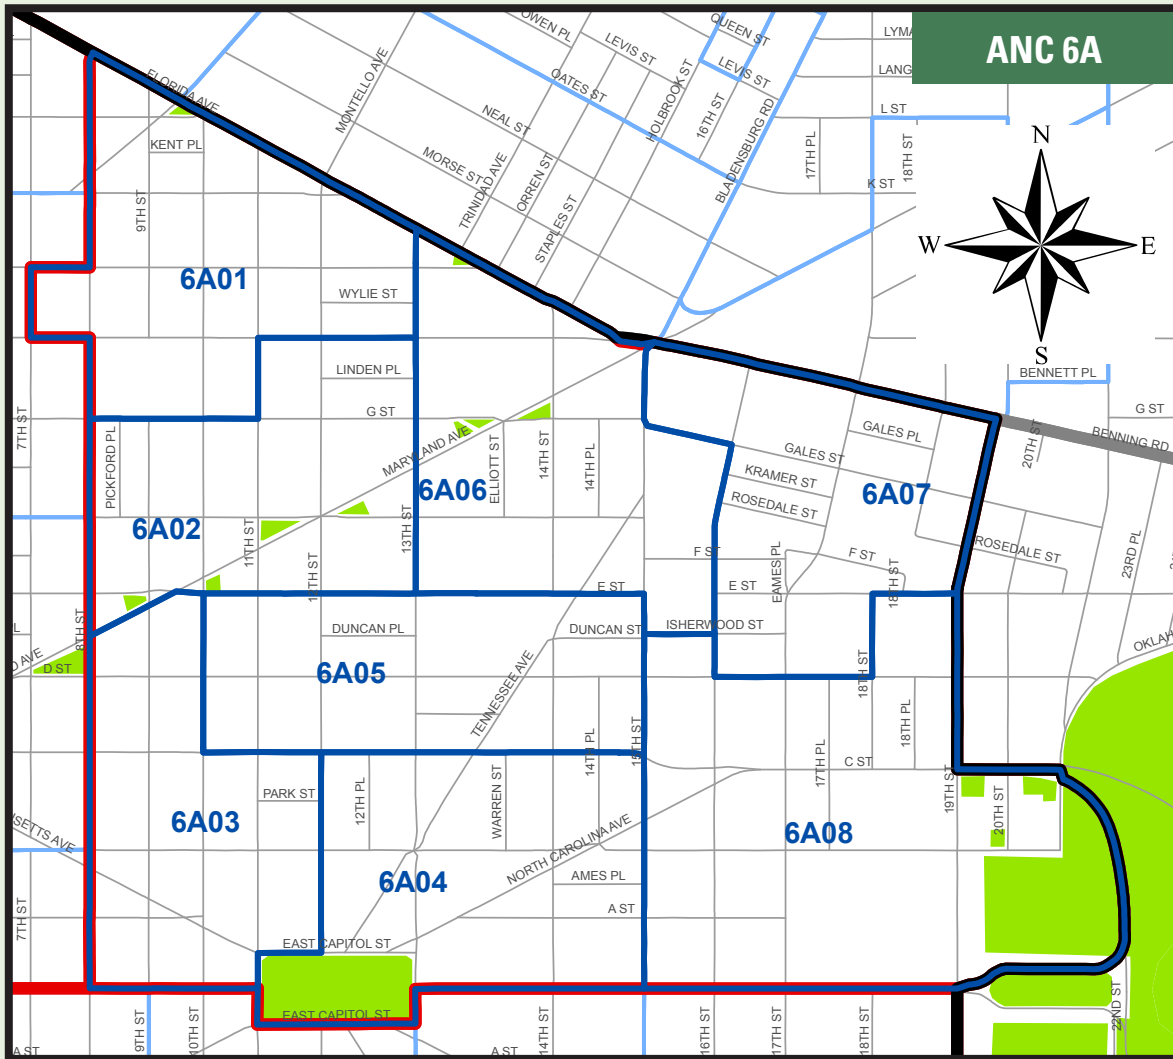 ANC 6A
N
W
E
S
OWEN PL
LEVIS ST
QUEEN ST
LEVIS ST
LANG
FLORIDA AVE
MONTELLO AVE
OATES ST
HOLBROOK ST
16TH ST
BLADENSBURG RD
L ST
KENT PL
NEAL ST
MORSE ST
TRINIDAD AVE
ORREN ST
STAPLES ST
17TH PL
18TH ST
K ST
9TH ST
6A01
WYLIE ST
LINDEN PL
G ST
BENNETT PL
G ST
BENNING RD
20TH ST
7TH ST
PICKFORD PL
MARYLAND AVE
ELLIOTT ST
14TH ST
14TH PL
GALES PL
GALES ST
KRAMER ST
ROSEDALE ST
6A07
6A06
6A02
11TH ST
12TH ST
13TH ST
F ST
EAMES PL
F ST
18TH ST
ROSEDALE ST
23RD PL
E ST
E ST
ISHERWOOD ST
DUNCAN PL
DUNCAN ST
8TH ST
D ST
OKLAH
6A05
TENNESSEE AVE
18TH ST
14TH PL
15TH ST
17TH PL
18TH PL
C ST
19TH ST
20TH ST
PARK ST
12TH PL
WARREN ST
6A03
6A08
SETTS AVE
NORTH CAROLINA AVE
6A04
AMES PL
A ST
7TH ST
EAST CAPITOL ST
EAST CAPITOL ST
9TH ST
10TH ST
14TH ST
16TH ST
17TH ST
18TH ST
22ND ST
A ST
A ST